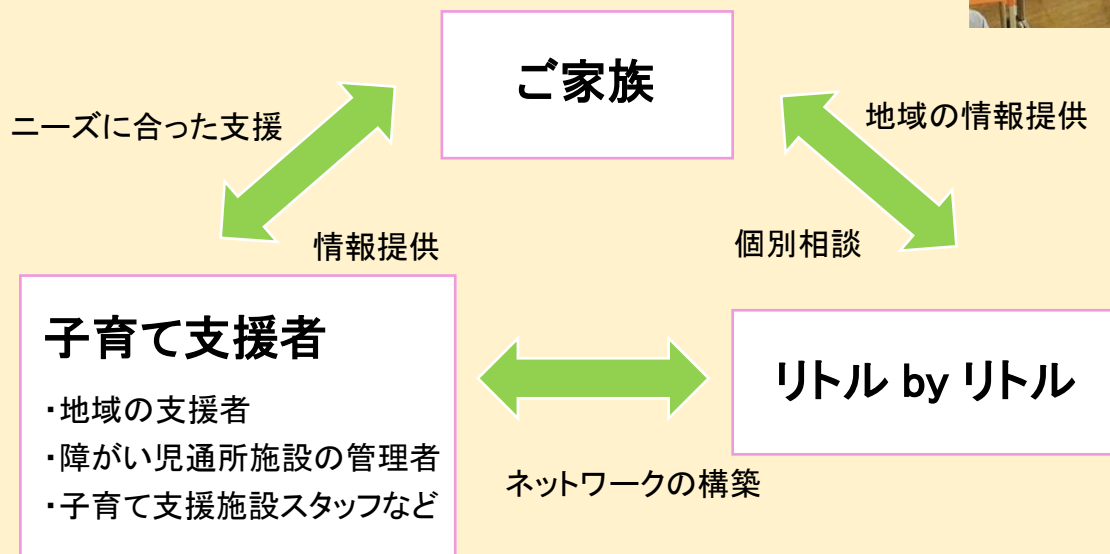 ご家族
ニーズに合った支援
地域の情報提供
情報提供
個別相談
子育て支援者
・地域の支援者
・障がい児通所施設の管理者
・子育て支援施設スタッフなど
リトル by リトル
ネットワークの構築